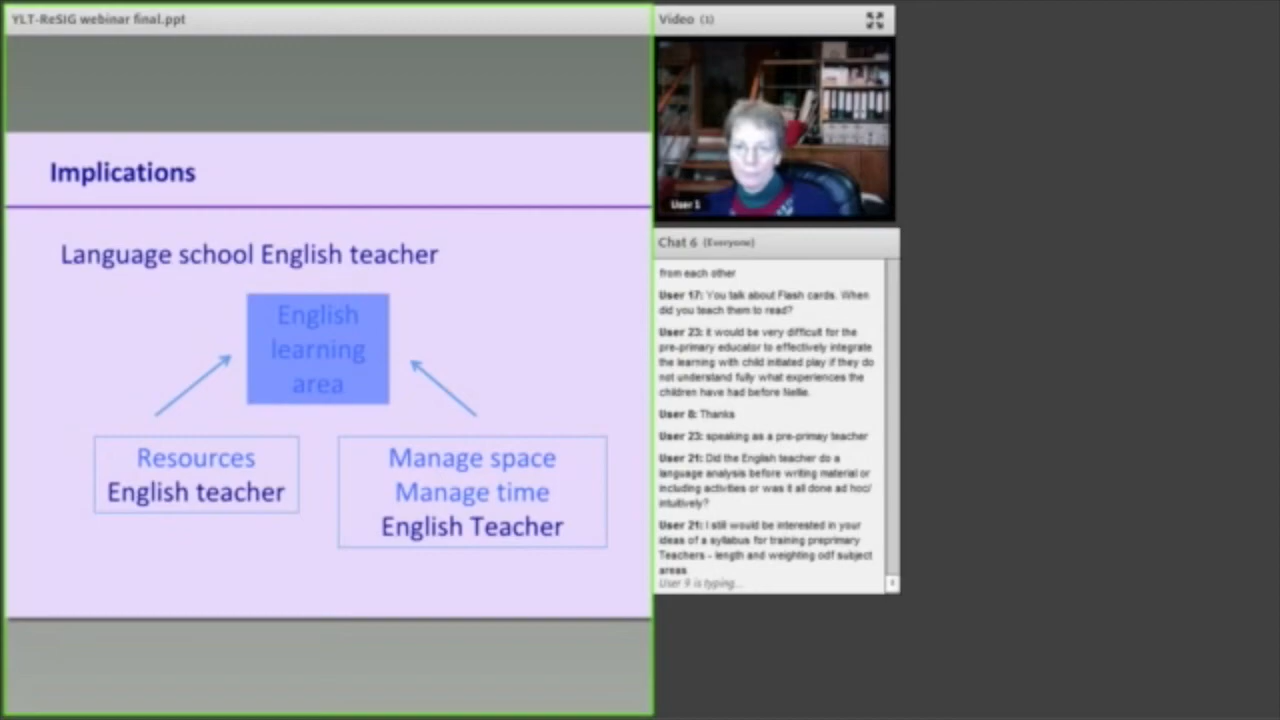 YLT-ReSIG webinar final.ppt
Implications
Language school English teacher
English
learning
area
Resources
English teacher
Manage space
Manage time
English Teacher
Video (1)
User 1
Chat 6 (Everyone)
from each other
User 17: You talk about Flash cards. When
did you teach them to read?
User 23: it would be very difficult for the
pre-primary educator to effectively integrate
the learning with child initiated play if they do
not understand fully what experiences the
children have had before Nellie.
User 8: Thanks
User 23: speaking as a pre-primay teacher
User 21: Did the English teacher do a
language analysis before writing material or
including activities or was it all done ad hoc/
intuitively?
User 21: I still would be interested in your
ideas of a syllabus for training preprimary
Teachers - length and weighting odf subject
areas
User 9 is typing...